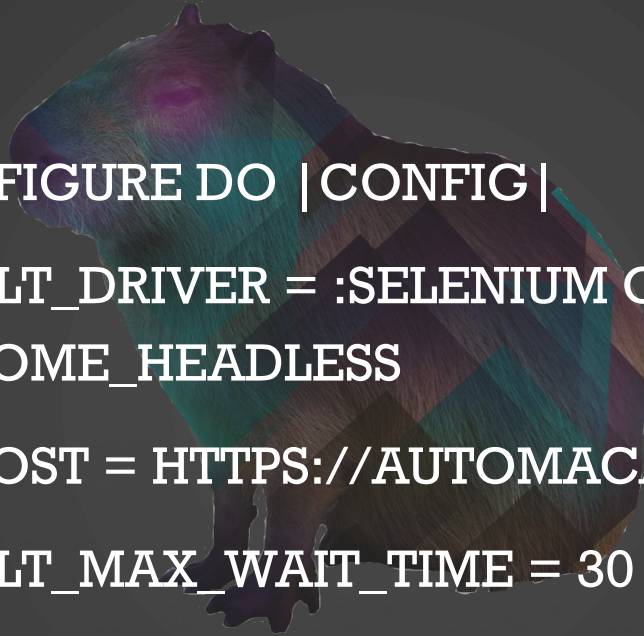 FIGURE DO |CONFIG|
LT_DRIVER = :SELENIUM
OME_HEADLESS
OST = HTTPS://AUTOMAC
LT_MAX_WAIT_TIME = 30